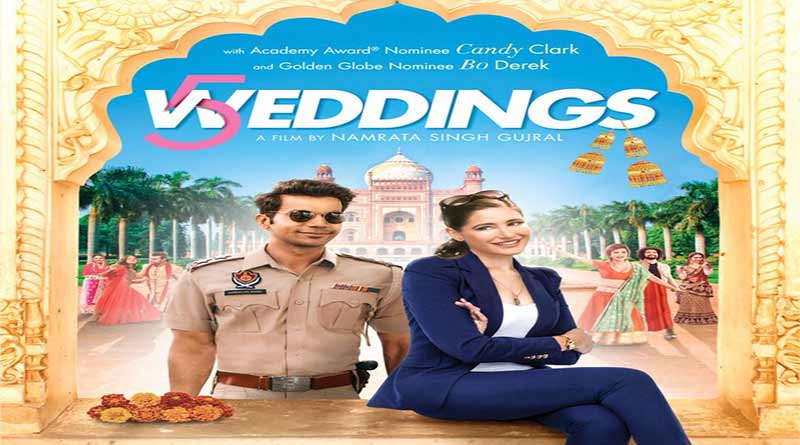 with Academy Award® Nominee Candy Clark
and Golden Globe Nominee Bo Derek
5 WEDDINGS
A FILM BY NAMRATA SINGH GUJRAL